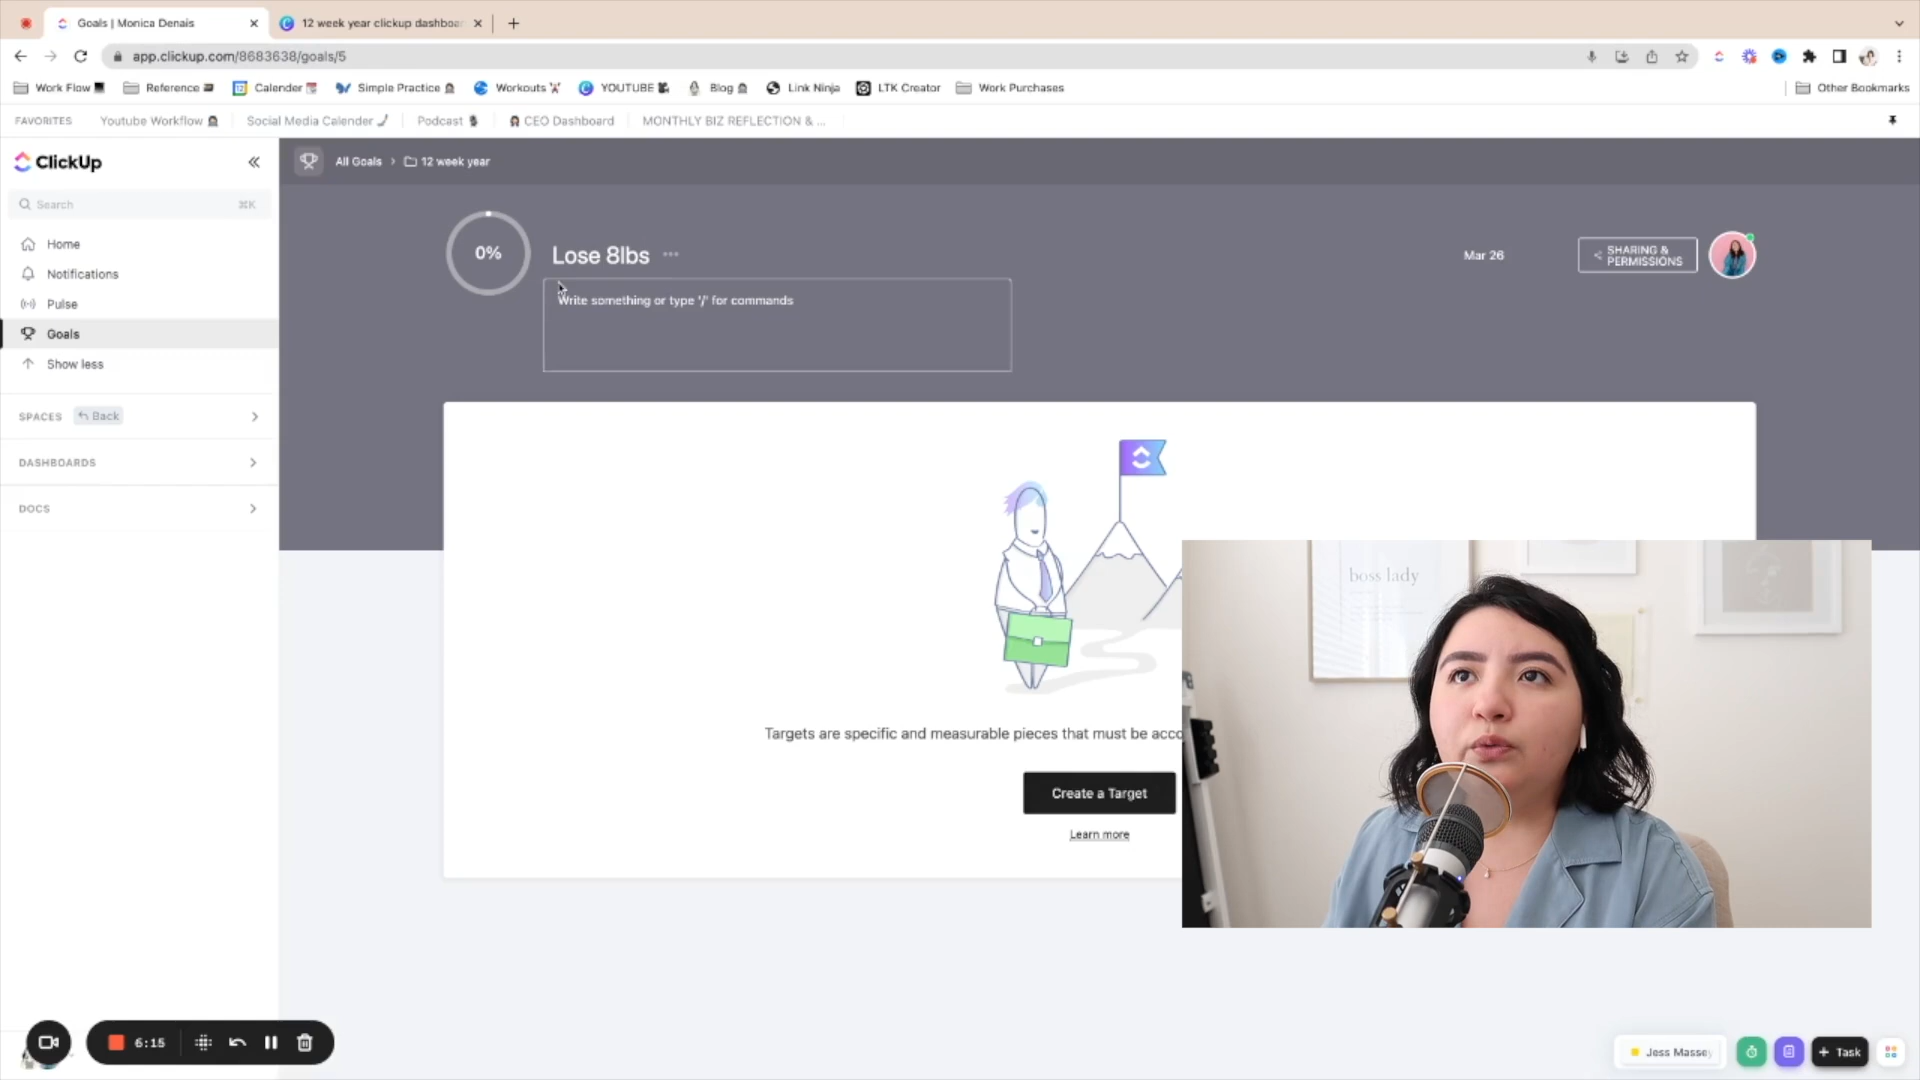 Goals | Monica Denais
12 week year clickup dashboa
app.clickup.com/8683638/goals/5
Work Flow
Reference
Calender
Simple Practice
Workouts
YOUTUBE
Blog
Link Ninja
LTK Creator
Work Purchases
Other Bookmarks
FAVORITES
Youtube Workflow
Social Media Calender
Podcast
CEO Dashboard
MONTHLY BIZ REFLECTION & ...
ClickUp
Search
⌘K
Home
Notifications
Pulse
Goals
Show less
SPACES
Back
DASHBOARDS
DOCS
All Goals
12 week year
0%
Lose 8lbs
Mar 26
SHARING &
PERMISSIONS
Write something or type '/' for commands
Targets are specific and measurable pieces that must be acco
Create a Target
Learn more
boss lady
6:15
Jess Massey
Task